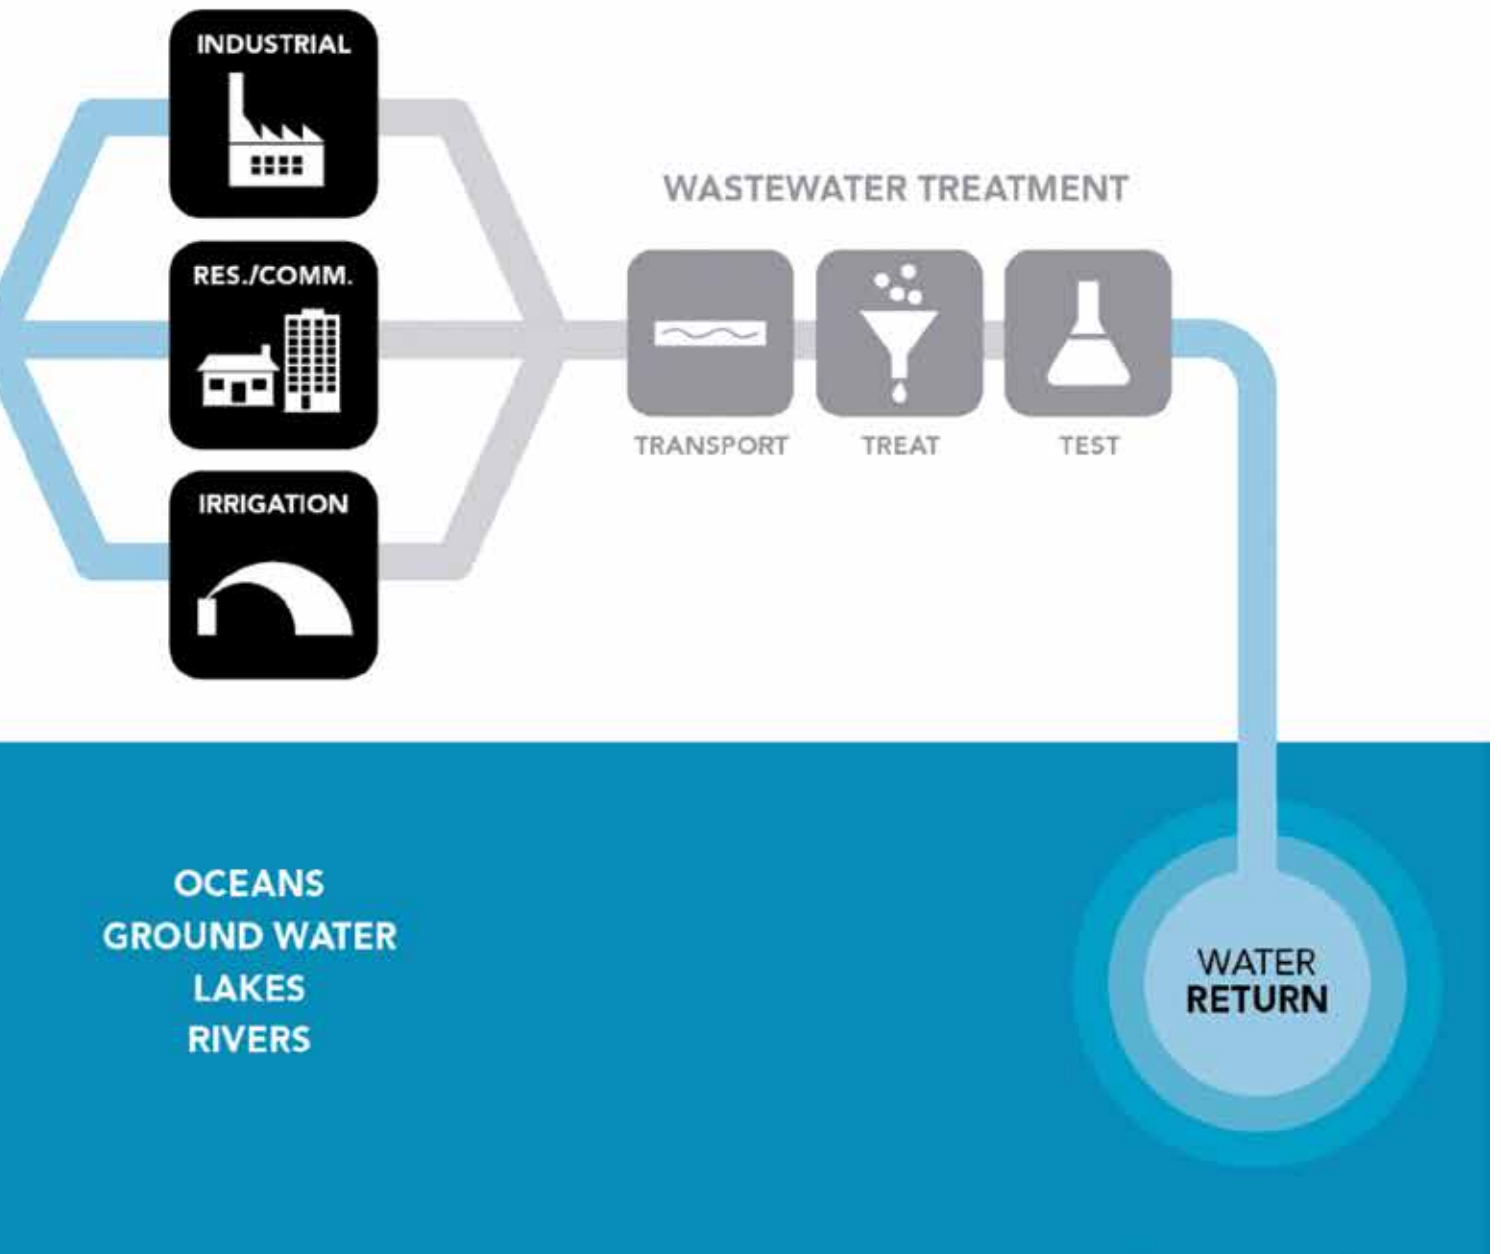 INDUSTRIAL
RES./COMM.
IRRIGATION
WASTEWATER TREATMENT
TRANSPORT
TREAT
TEST
OCEANS
GROUND WATER
LAKES
RIVERS
WATER
RETURN